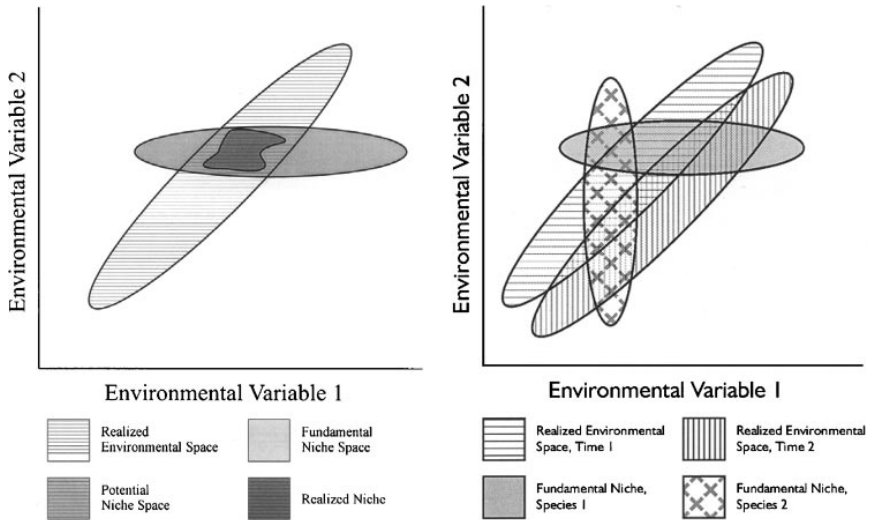 Environmental Variable 2
Environmental Variable 1
Realized
Environmental Space
Fundamental
Niche Space
Potential
Niche Space
Realized Niche
Environmental Variable 2
Environmental Variable 1
Realized Environmental
Space, Time 1
Realized Environmental
Space, Time 2
Fundamental Niche,
Species 1
Fundamental Niche,
Species 2